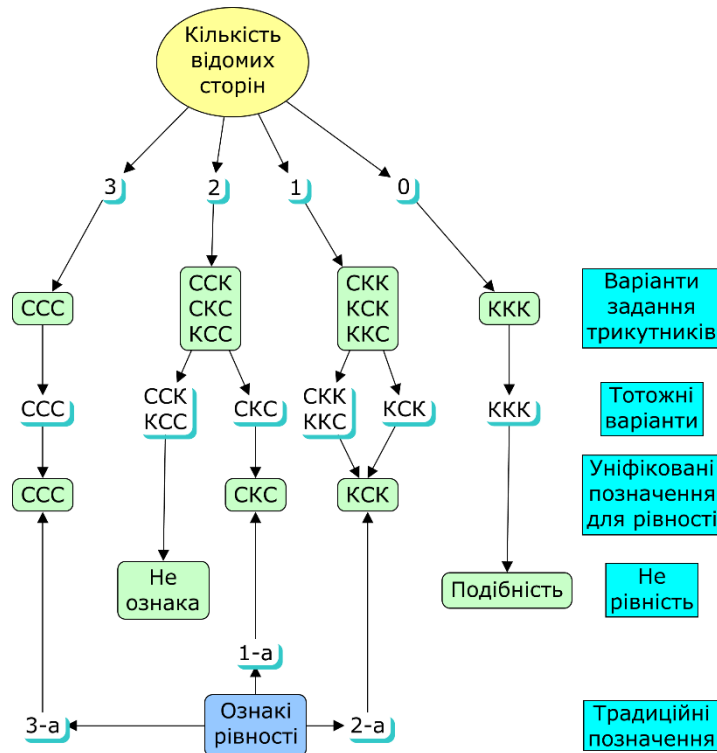 Кількість
відомих
сторін
3
2
1
0
ССС
ССК
СКС
КСС
СКК
КСК
ККС
ККК
Варіанти
задання
трикутників
ССС
ССК
КСС
СКС
СКК
ККС
КСК
ККК
Тотожні
варіанти
ССС
СКС
КСК
Уніфіковані
позначення
для рівності
Не
ознака
Подібність
Не
рівність
1-а
3-а
Ознакі
рівності
2-а
Традиційні
позначення